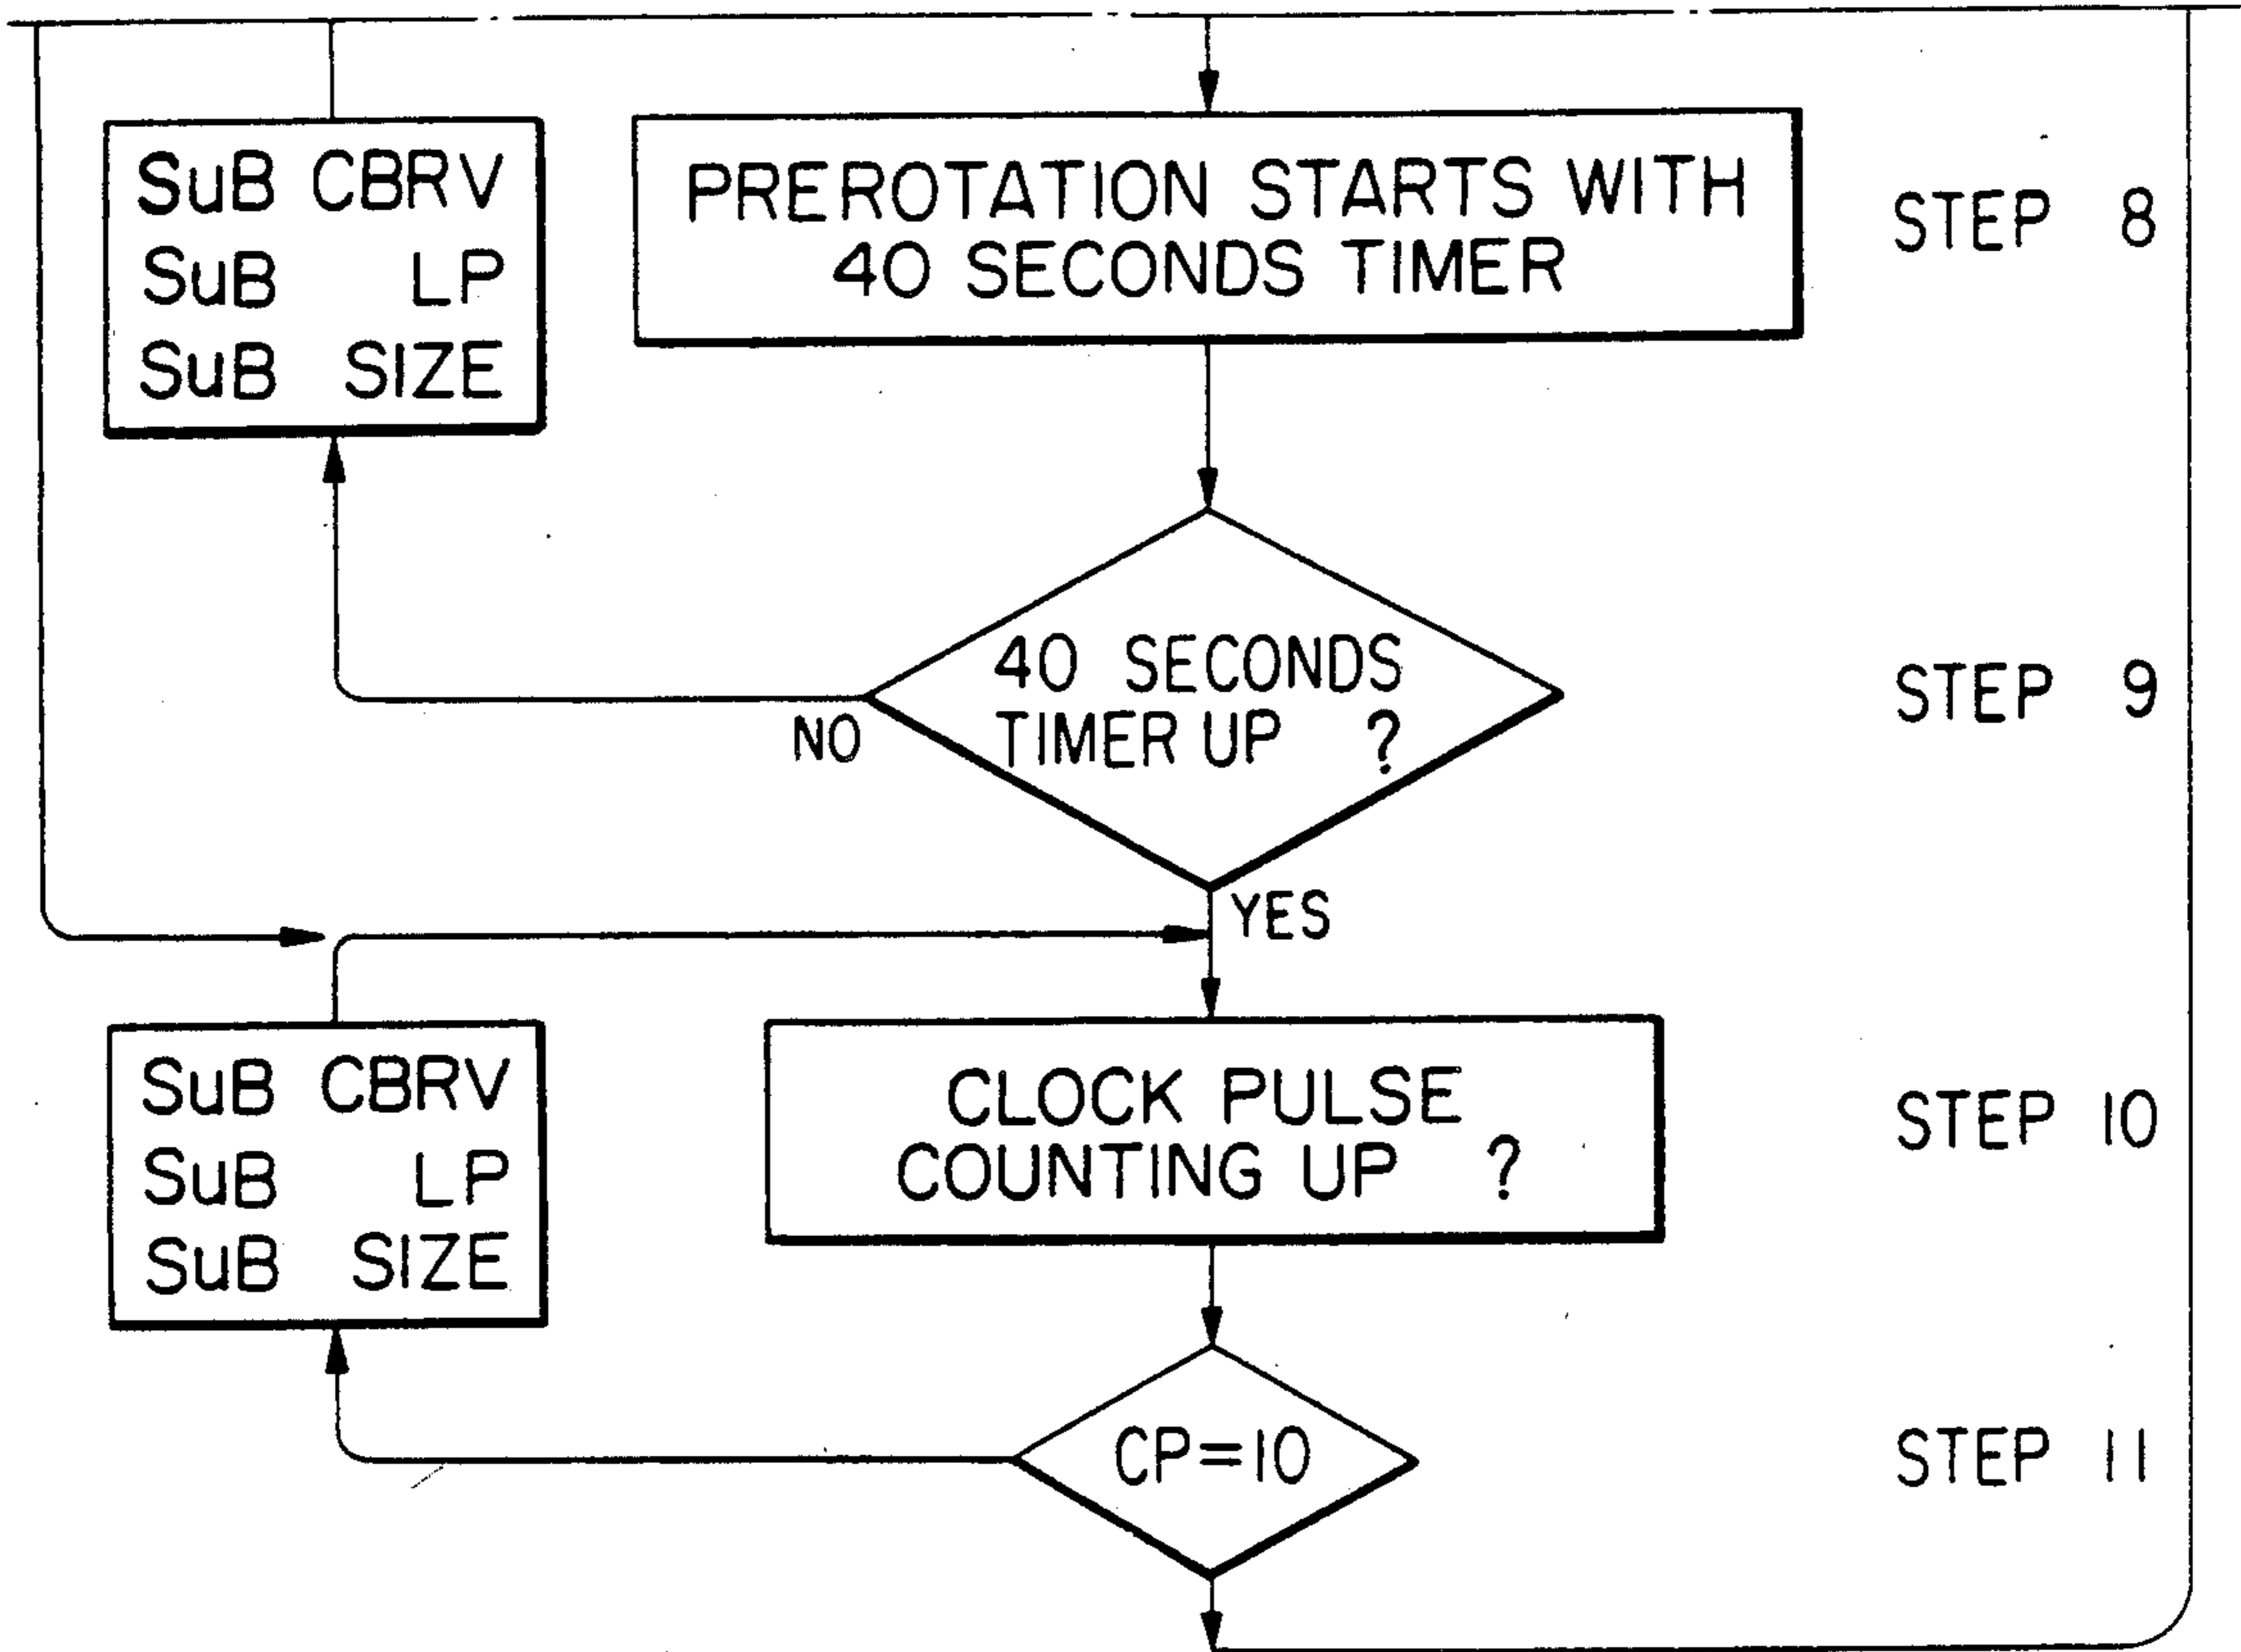 SuB CBRV
SuB LP
SuB SIZE
PREROTATION STARTS WITH
40 SECONDS TIMER
STEP 8
40 SECONDS
TIMER UP ?
NO
STEP 9
YES
SuB CBRV
SuB LP
SuB SIZE
CLOCK PULSE
COUNTING UP ?
STEP 10
CP=10
STEP 11